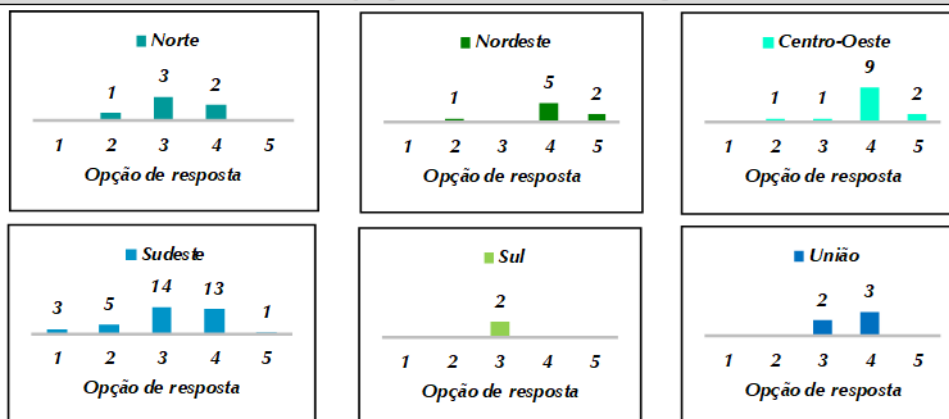 Norte
1 3 2
1 2 3 4 5
Opção de resposta
Nordeste
1 5 2
1 2 3 4 5
Opção de resposta
Centro-Oeste
1 1 9 2
1 2 3 4 5
Opção de resposta
Sudeste
3 5 14 13 1
1 2 3 4 5
Opção de resposta
Sul
2
1 2 3 4 5
Opção de resposta
União
2 3
1 2 3 4 5
Opção de resposta